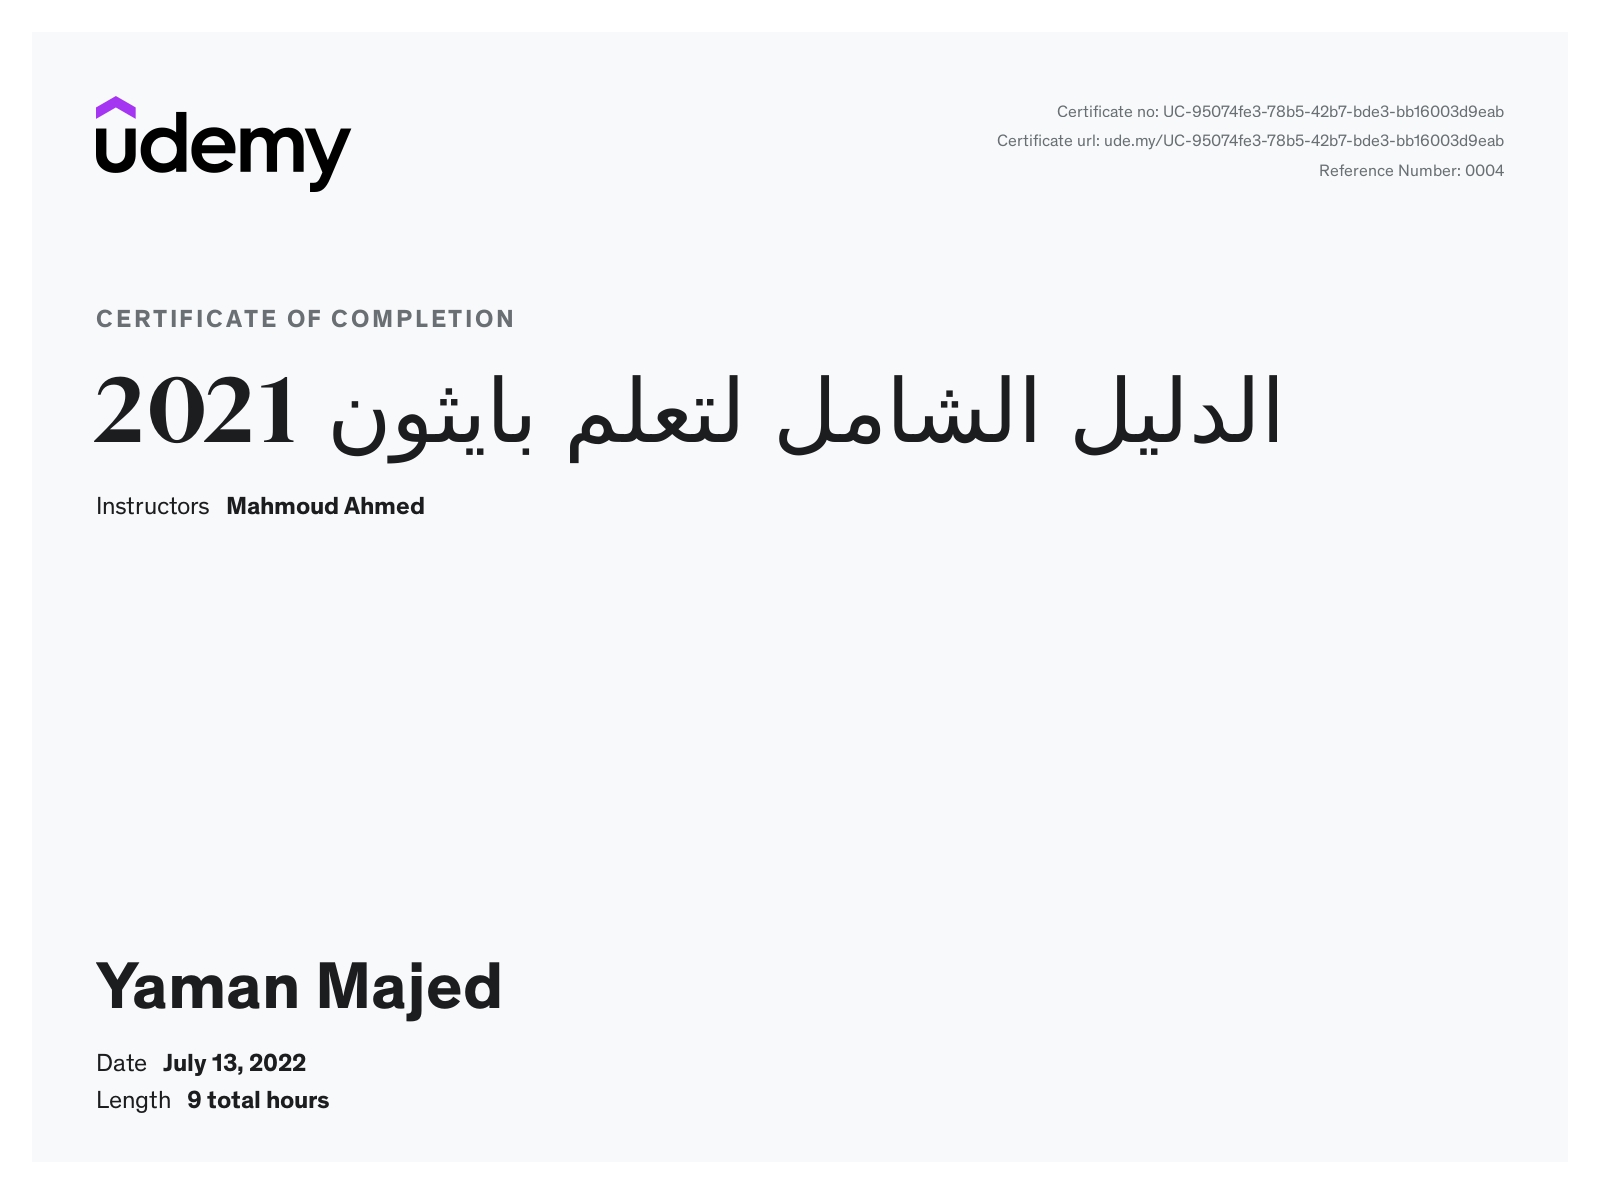 udemy
Certificate no: UC-95074fe3-78b5-42b7-bde3-bb16003d9eab
Certificate url: ude.my/UC-95074fe3-78b5-42b7-bde3-bb16003d9eab
Reference Number: 0004
CERTIFICATE OF COMPLETION
الدليل الشامل لتعلم بايثون 2021
Instructors Mahmoud Ahmed
Yaman Majed
Date July 13, 2022
Length 9 total hours